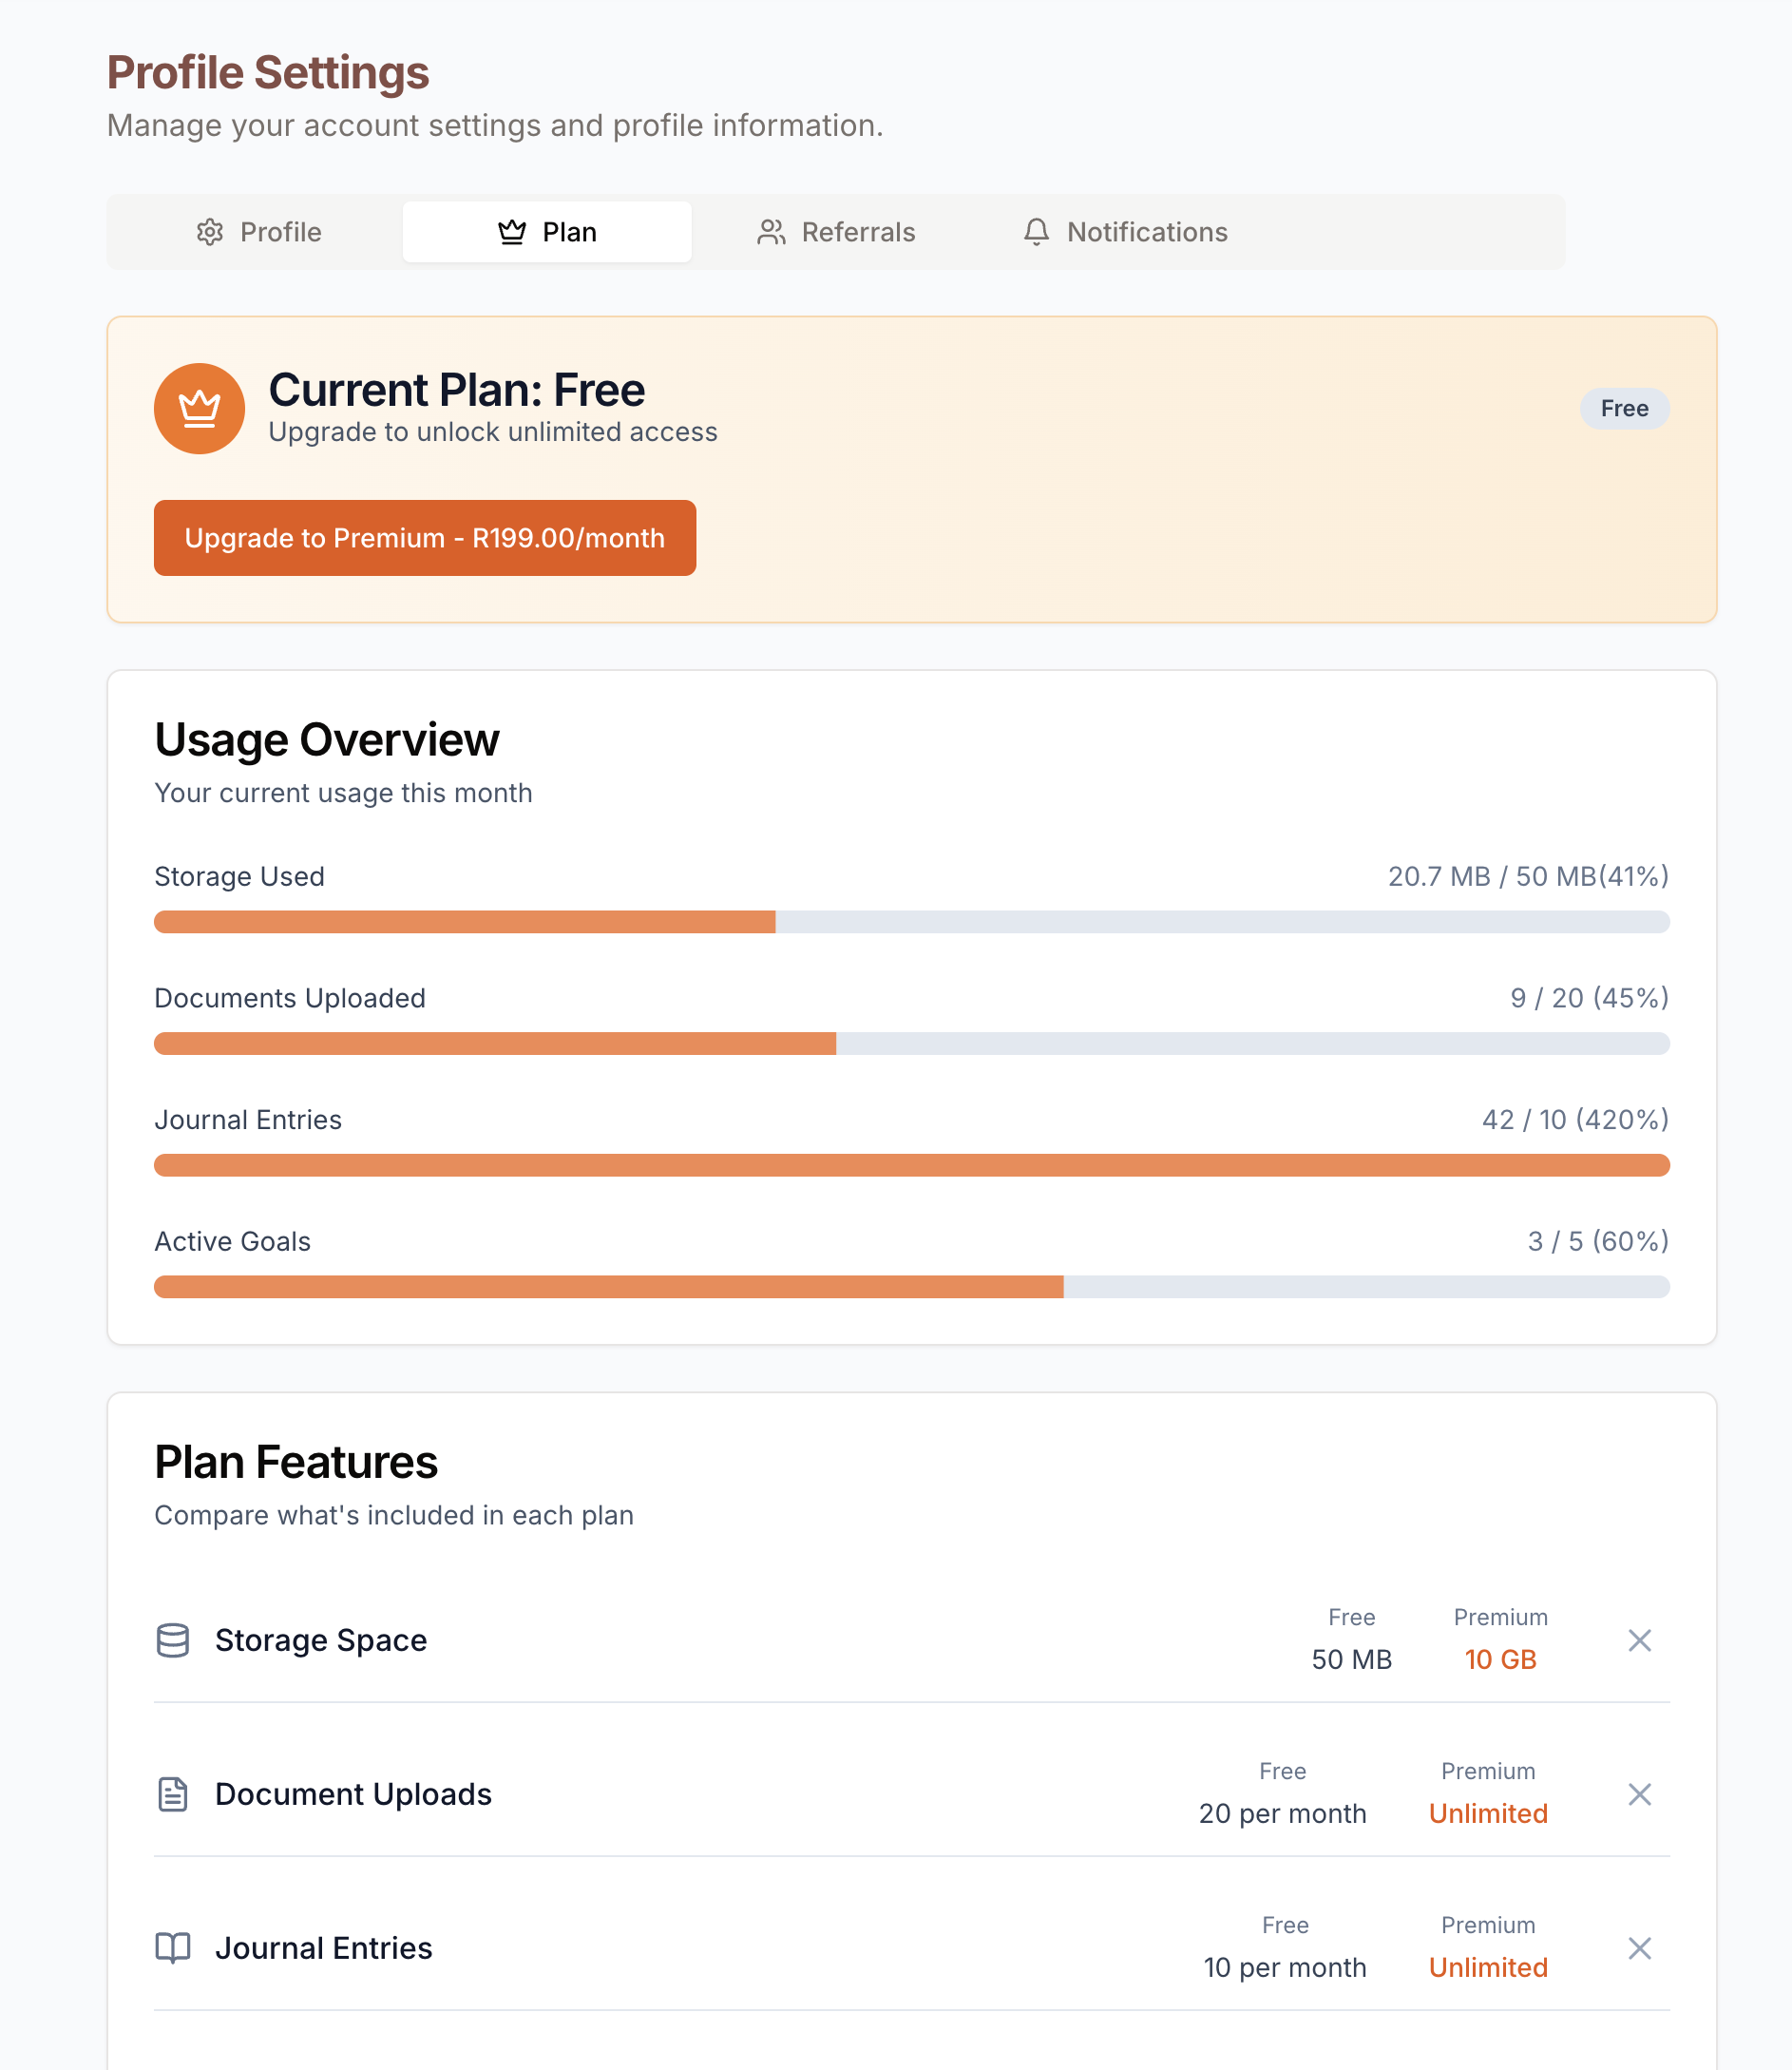 Profile Settings
Manage your account settings and profile information.
Profile
Plan
Referrals
Notifications
Current Plan: Free
Upgrade to unlock unlimited access
Free
Upgrade to Premium - R199.00/month
Usage Overview
Your current usage this month
Storage Used
20.7 MB / 50 MB(41%)
Documents Uploaded
9 / 20 (45%)
Journal Entries
42 / 10 (420%)
Active Goals
3 / 5 (60%)
Plan Features
Compare what's included in each plan
Storage Space
Free
50 MB
Premium
10 GB
Document Uploads
Free
20 per month
Premium
Unlimited
Journal Entries
Free
10 per month
Premium
Unlimited